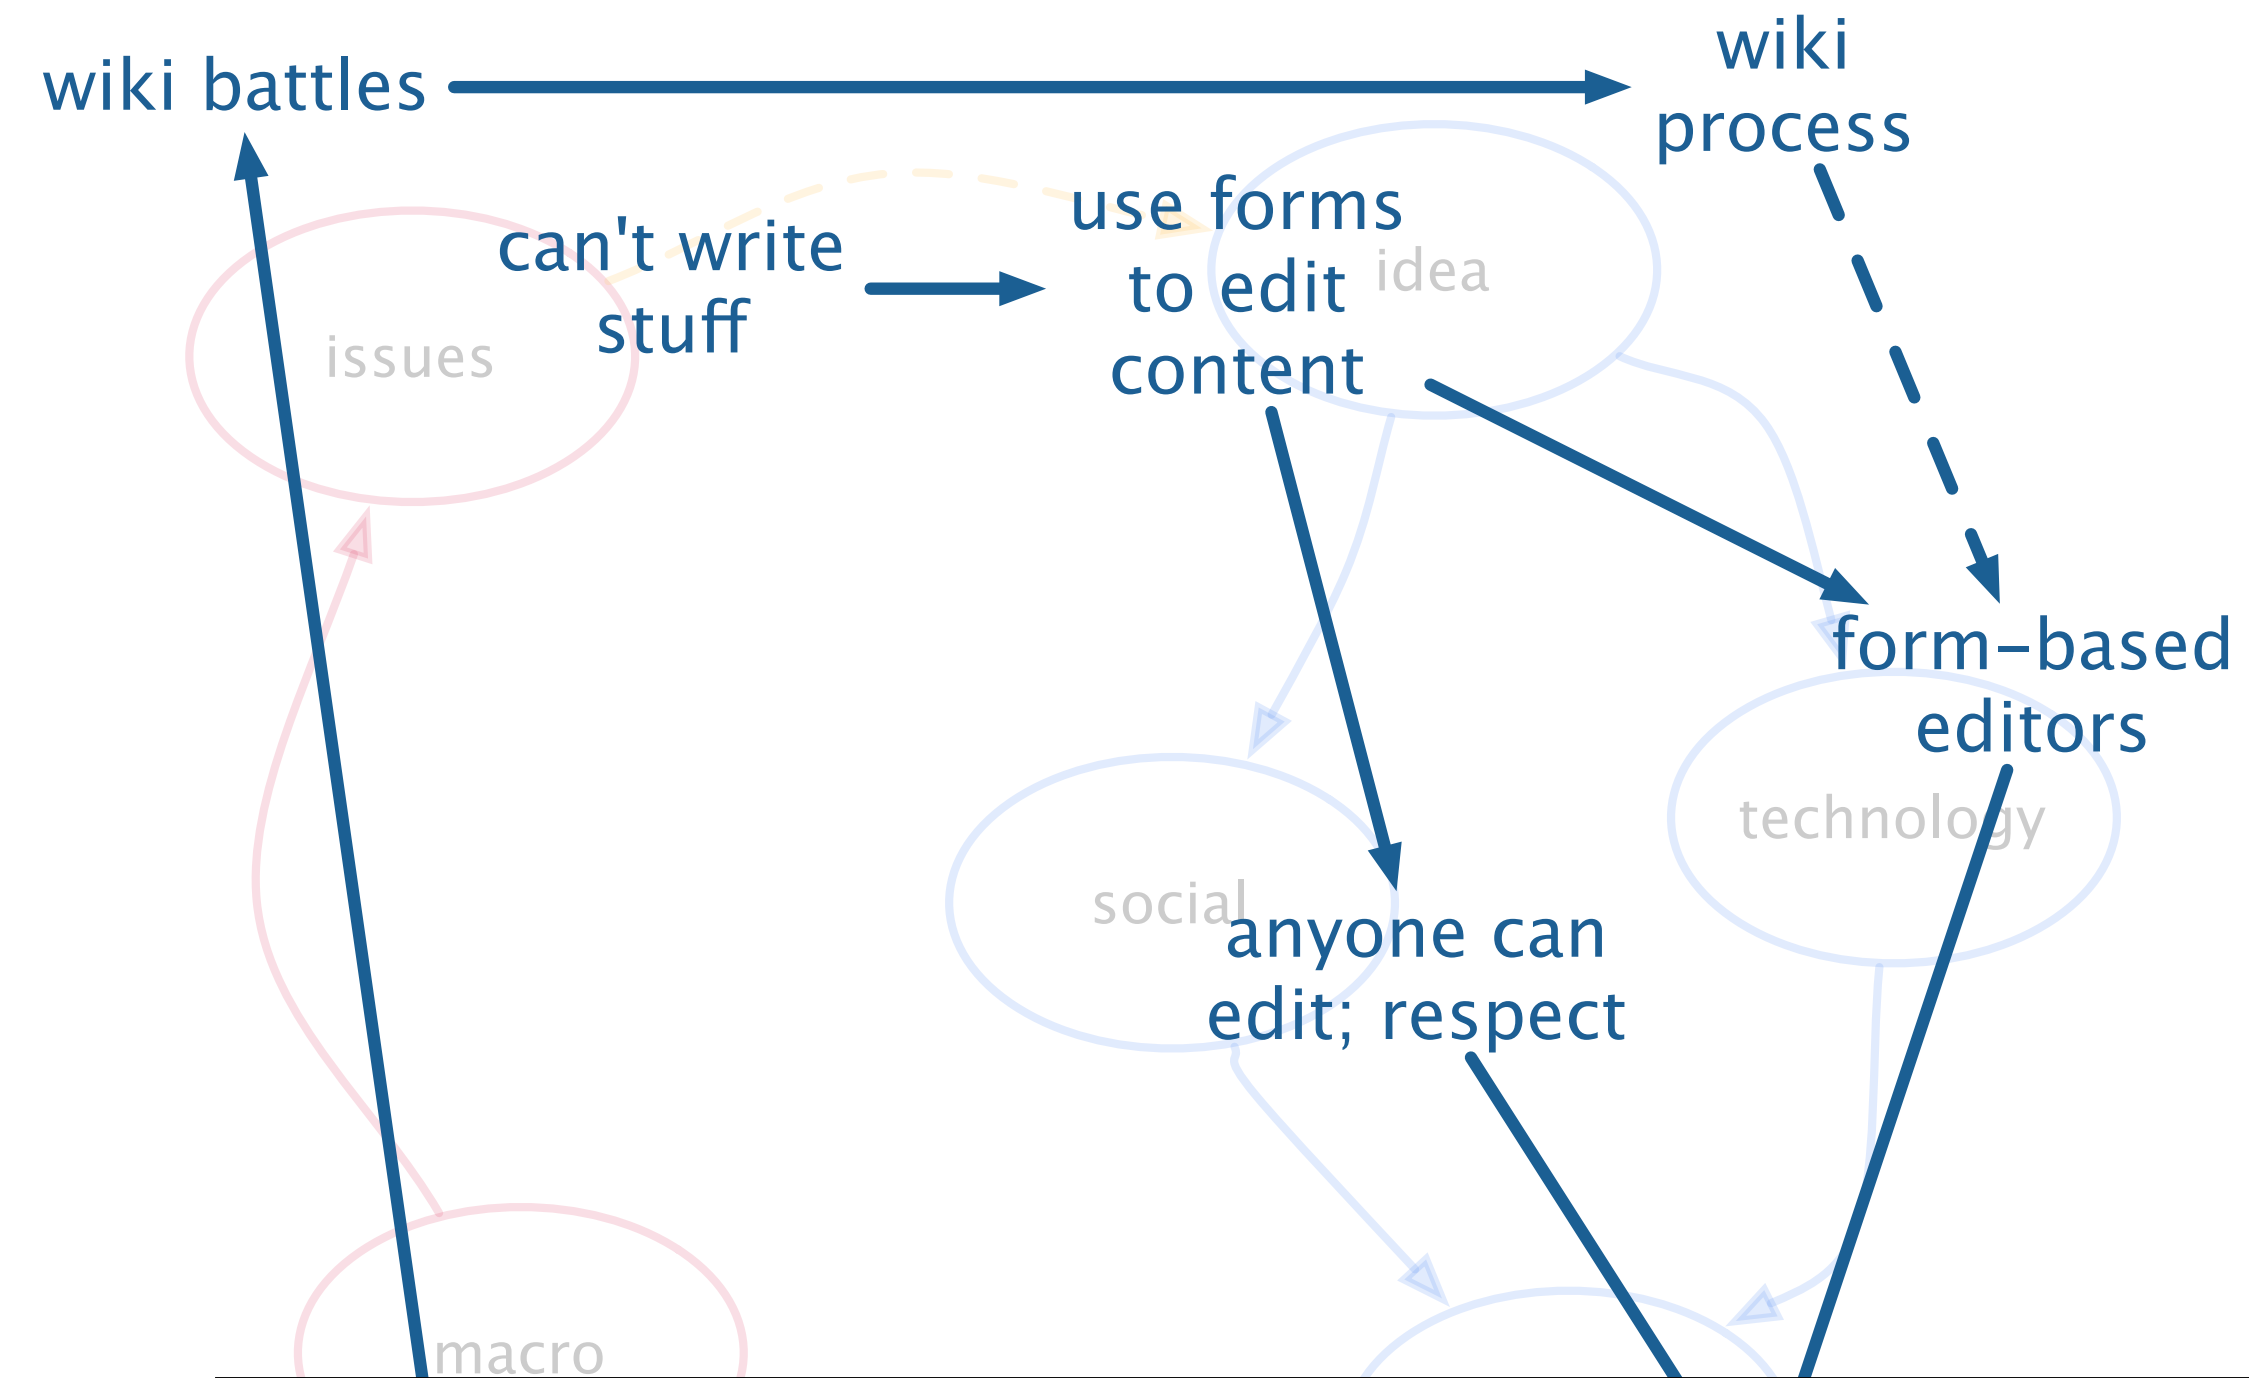 wiki
process
wiki battles
use forms
to edit
content
can't write
stuff
idea
issues
form-based
editors
technology
social
anyone can
edit; respect
macro